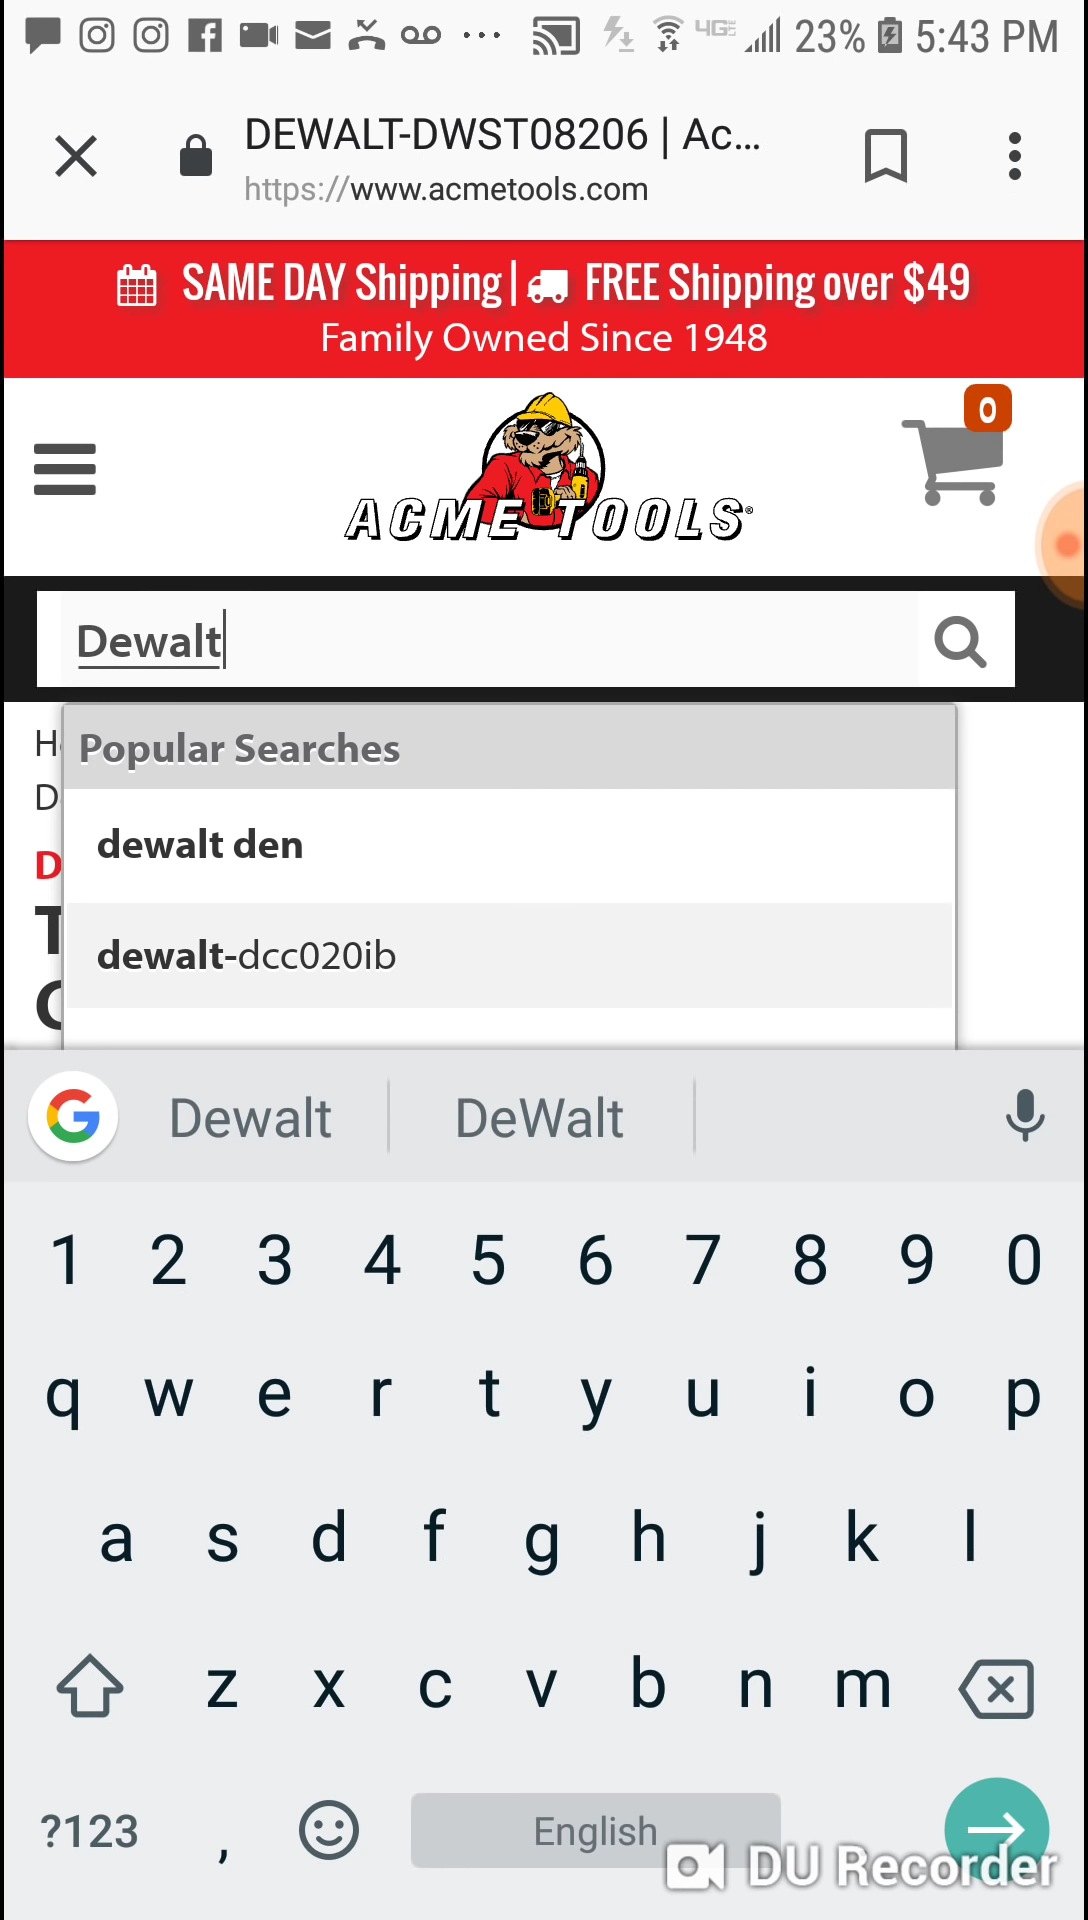 4GE 23% 5:43 PM
DEWALT-DWST08206 | Ac...
https://www.acmetools.com
SAME DAY Shipping | FREE Shipping over $49
Family Owned Since 1948
0
ACME TOOLS
Dewalt
Popular Searches
dewalt den
dewalt-dcc020ib
G Dewalt DeWalt
1 2 3 4 5 6 7 8 9 0
q w e r t y u i o p
a s d f g h j k l
z x c v b n m
?123 , English
DU Recorder